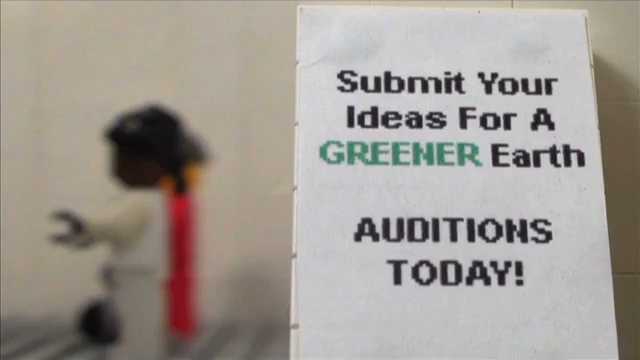 Submit Your
Ideas For A
GREENER Earth
AUDITIONS
TODAY!